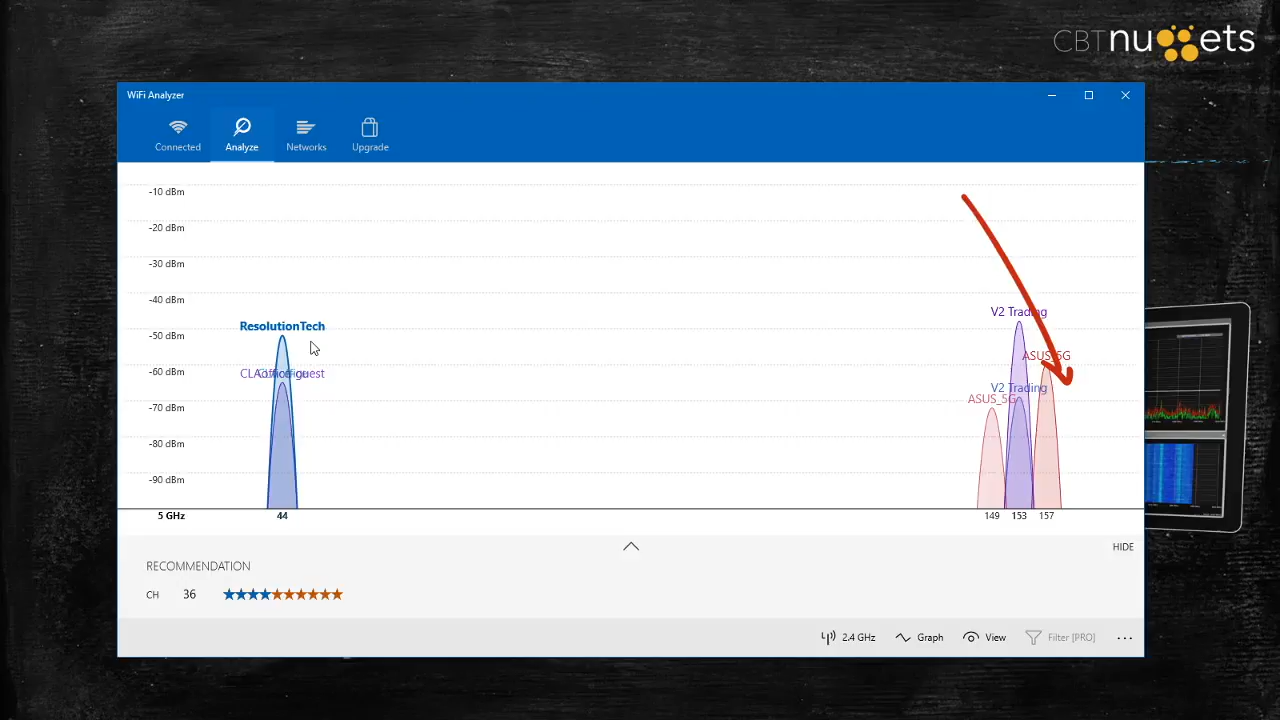 CBTnuggets
WiFi Analyzer
Connected
Analyze
Networks
Upgrade
-10 dBm
-20 dBm
-30 dBm
-40 dBm
-50 dBm
-60 dBm
-70 dBm
-80 dBm
-90 dBm
ResolutionTech
V2 Trading
ASUS_5G
V2 Trading
ASUS_5G
5 GHz
44
149
153
157
HIDE
RECOMMENDATION
CH 36
2.4 GHz
Graph
View
Filter [PRO]
...